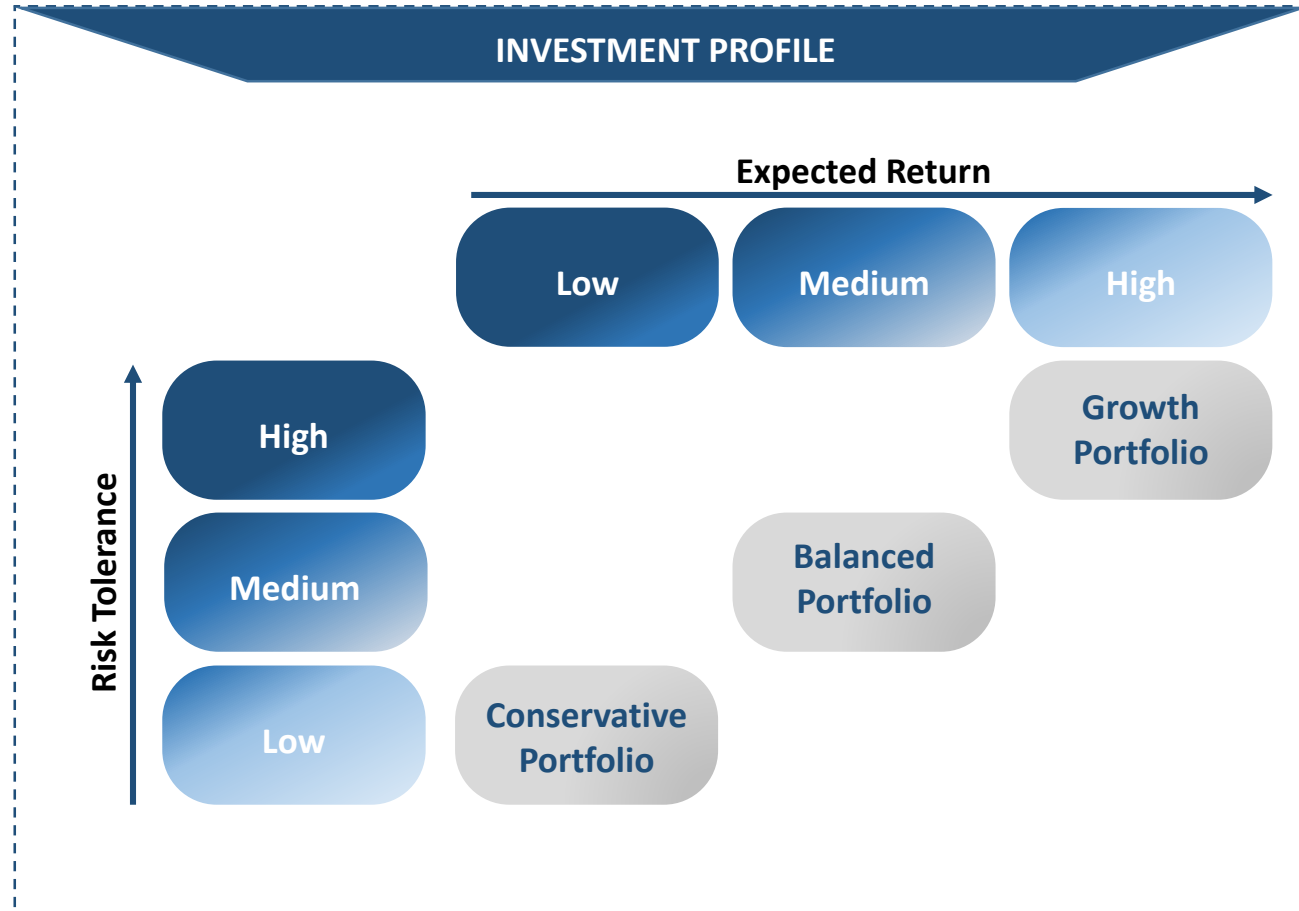 INVESTMENT PROFILE
Expected Return
Low
Medium
High
Risk Tolerance
High
Growth
Portfolio
Medium
Balanced
Portfolio
Low
Conservative
Portfolio